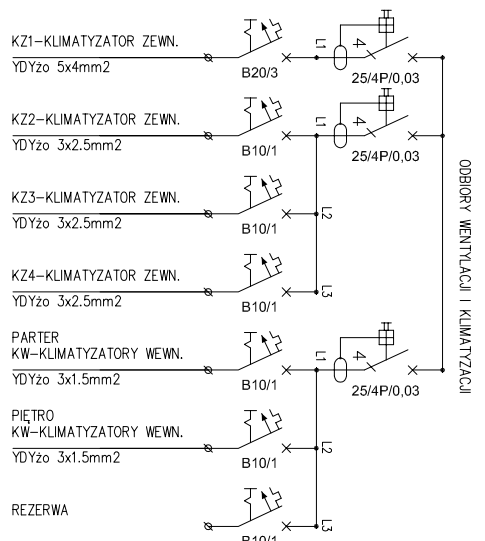 KZ1-KLIMATYZATOR ZEWN.
YDYżo 5x4mm2
B20/3
L1
4
25/4P/0,03
KZ2-KLIMATYZATOR ZEWN.
YDYżo 3x2.5mm2
B10/1
L1
4
25/4P/0,03
KZ3-KLIMATYZATOR ZEWN.
YDYżo 3x2.5mm2
B10/1
L2
KZ4-KLIMATYZATOR ZEWN.
YDYżo 3x2.5mm2
B10/1
L3
PARTER
KW-KLIMATYZATORY WEWN.
YDYżo 3x1.5mm2
B10/1
L1
4
25/4P/0,03
PIĘTRO
KW-KLIMATYZATORY WEWN.
YDYżo 3x1.5mm2
B10/1
L2
REZERWA
B10/1
L3
ODBIORY WENTYLACJI I KLIMATYZACJI